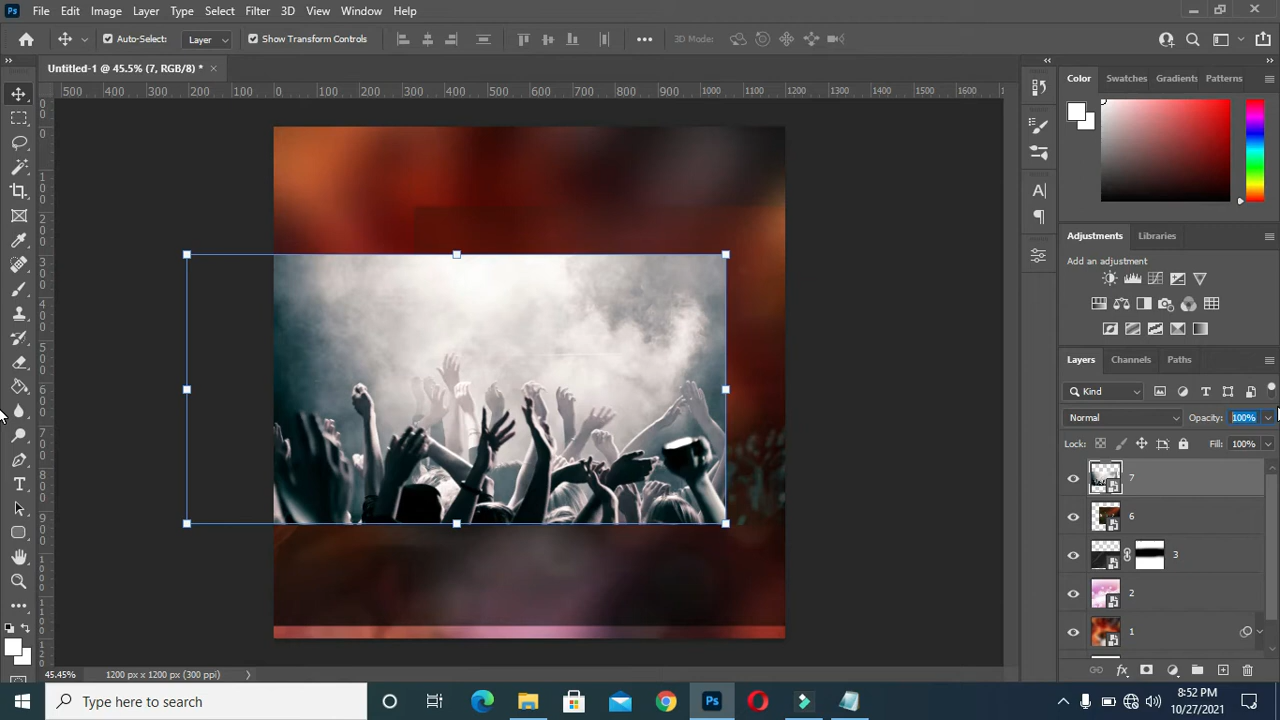 Ps File Edit Image Layer Type Select Filter 3D View Window Help
Auto-Select: Layer Show Transform Controls 3D Mode:
Untitled-1 @ 45.5% (7, RGB/8) *
500 400 300 200 100 0 100 200 300 400 500 600 700 800 900 1000 1100 1200 1300 1400 1500 1600
Color Swatches Gradients Patterns
Adjustments Libraries
Add an adjustment
Layers Channels Paths
Kind
Normal Opacity: 100%
Lock: Fill: 100%
7
6
3
2
1
45.45% 1200 px x 1200 px (300 ppi)
Type here to search
Ps
8:52 PM
10/27/2021